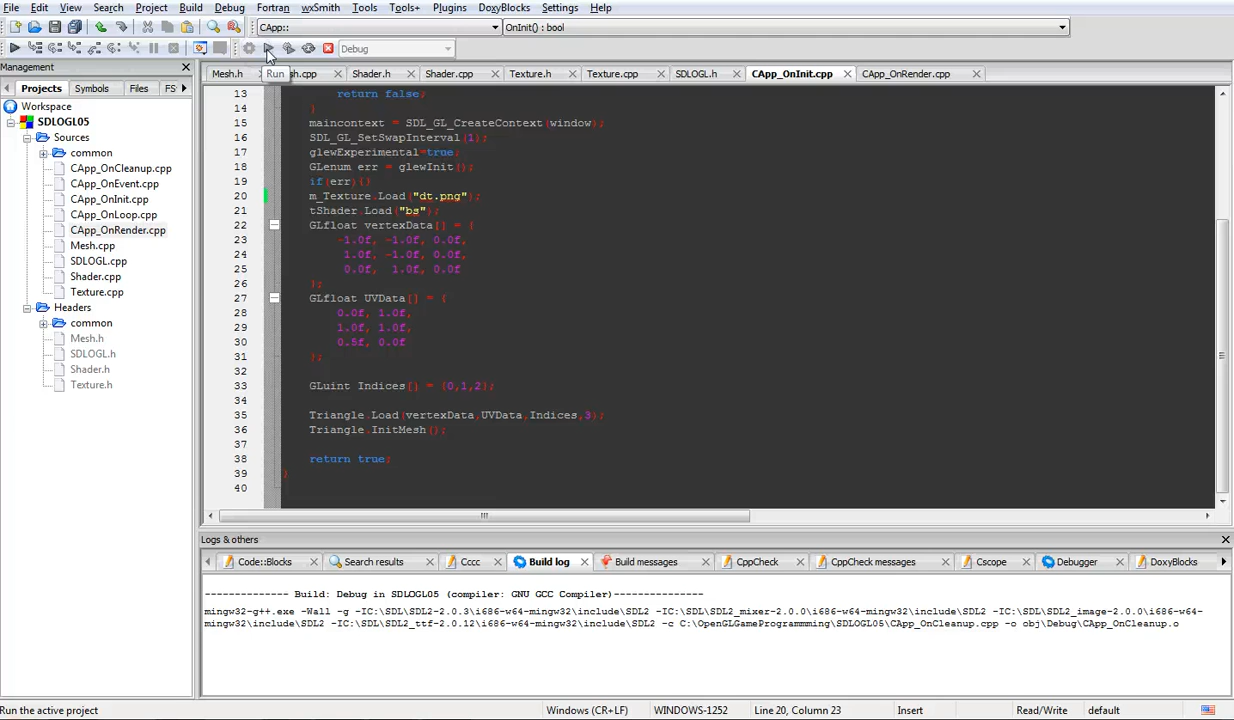 File Edit View Search Project Build Debug Fortran wxSmith Tools Tools+ Plugins DoxyBlocks Settings Help
CApp:: OnInit() : bool
Debug
Management
Run
Mesh.h sh.cpp Shader.h Shader.cpp Texture.h Texture.cpp SDLOGL.h CApp_OnInit.cpp CApp_OnRender.cpp
Projects Symbols Files FS
Workspace
SDLOGL05
Sources
common
CApp_OnCleanup.cpp
CApp_OnEvent.cpp
CApp_OnInit.cpp
CApp_OnLoop.cpp
CApp_OnRender.cpp
Mesh.cpp
SDLOGL.cpp
Shader.cpp
Texture.cpp
Headers
common
Mesh.h
SDLOGL.h
Shader.h
Texture.h
13 return false;
14 }
15 maincontext = SDL_GL_CreateContext(window);
16 SDL_GL_SetSwapInterval(1);
17 glewExperimental=true;
18 GLenum err = glewInit();
19 if(err){}
20 m_Texture.Load("dt.png");
21 tShader.Load("bs");
22 GLfloat vertexData[] = {
23 -1.0f, -1.0f, 0.0f,
24 1.0f, -1.0f, 0.0f,
25 0.0f, 1.0f, 0.0f
26 };
27 GLfloat UVData[] = {
28 0.0f, 1.0f,
29 1.0f, 1.0f,
30 0.5f, 0.0f
31 };
32
33 GLuint Indices[] = {0,1,2};
34
35 Triangle.Load(vertexData,UVData,Indices,3);
36 Triangle.InitMesh();
37
38 return true;
39 }
40
Logs & others
Code::Blocks Search results Cccc Build log Build messages CppCheck CppCheck messages Cscope Debugger DoxyBlocks
-------------- Build: Debug in SDLOGL05 (compiler: GNU GCC Compiler)---------------
mingw32-g++.exe -Wall -g -IC:\SDL\SDL2-2.0.3\i686-w64-mingw32\include\SDL2 -IC:\SDL\SDL2_mixer-2.0.0\i686-w64-mingw32\include\SDL2 -IC:\SDL\SDL2_image-2.0.0\i686-w64-
mingw32\include\SDL2 -IC:\SDL\SDL2_ttf-2.0.12\i686-w64-mingw32\include\SDL2 -c C:\OpenGLGameProgrammming\SDLOGL05\CApp_OnCleanup.cpp -o obj\Debug\CApp_OnCleanup.o
Run the active project Windows (CR+LF) WINDOWS-1252 Line 20, Column 23 Insert Read/Write default